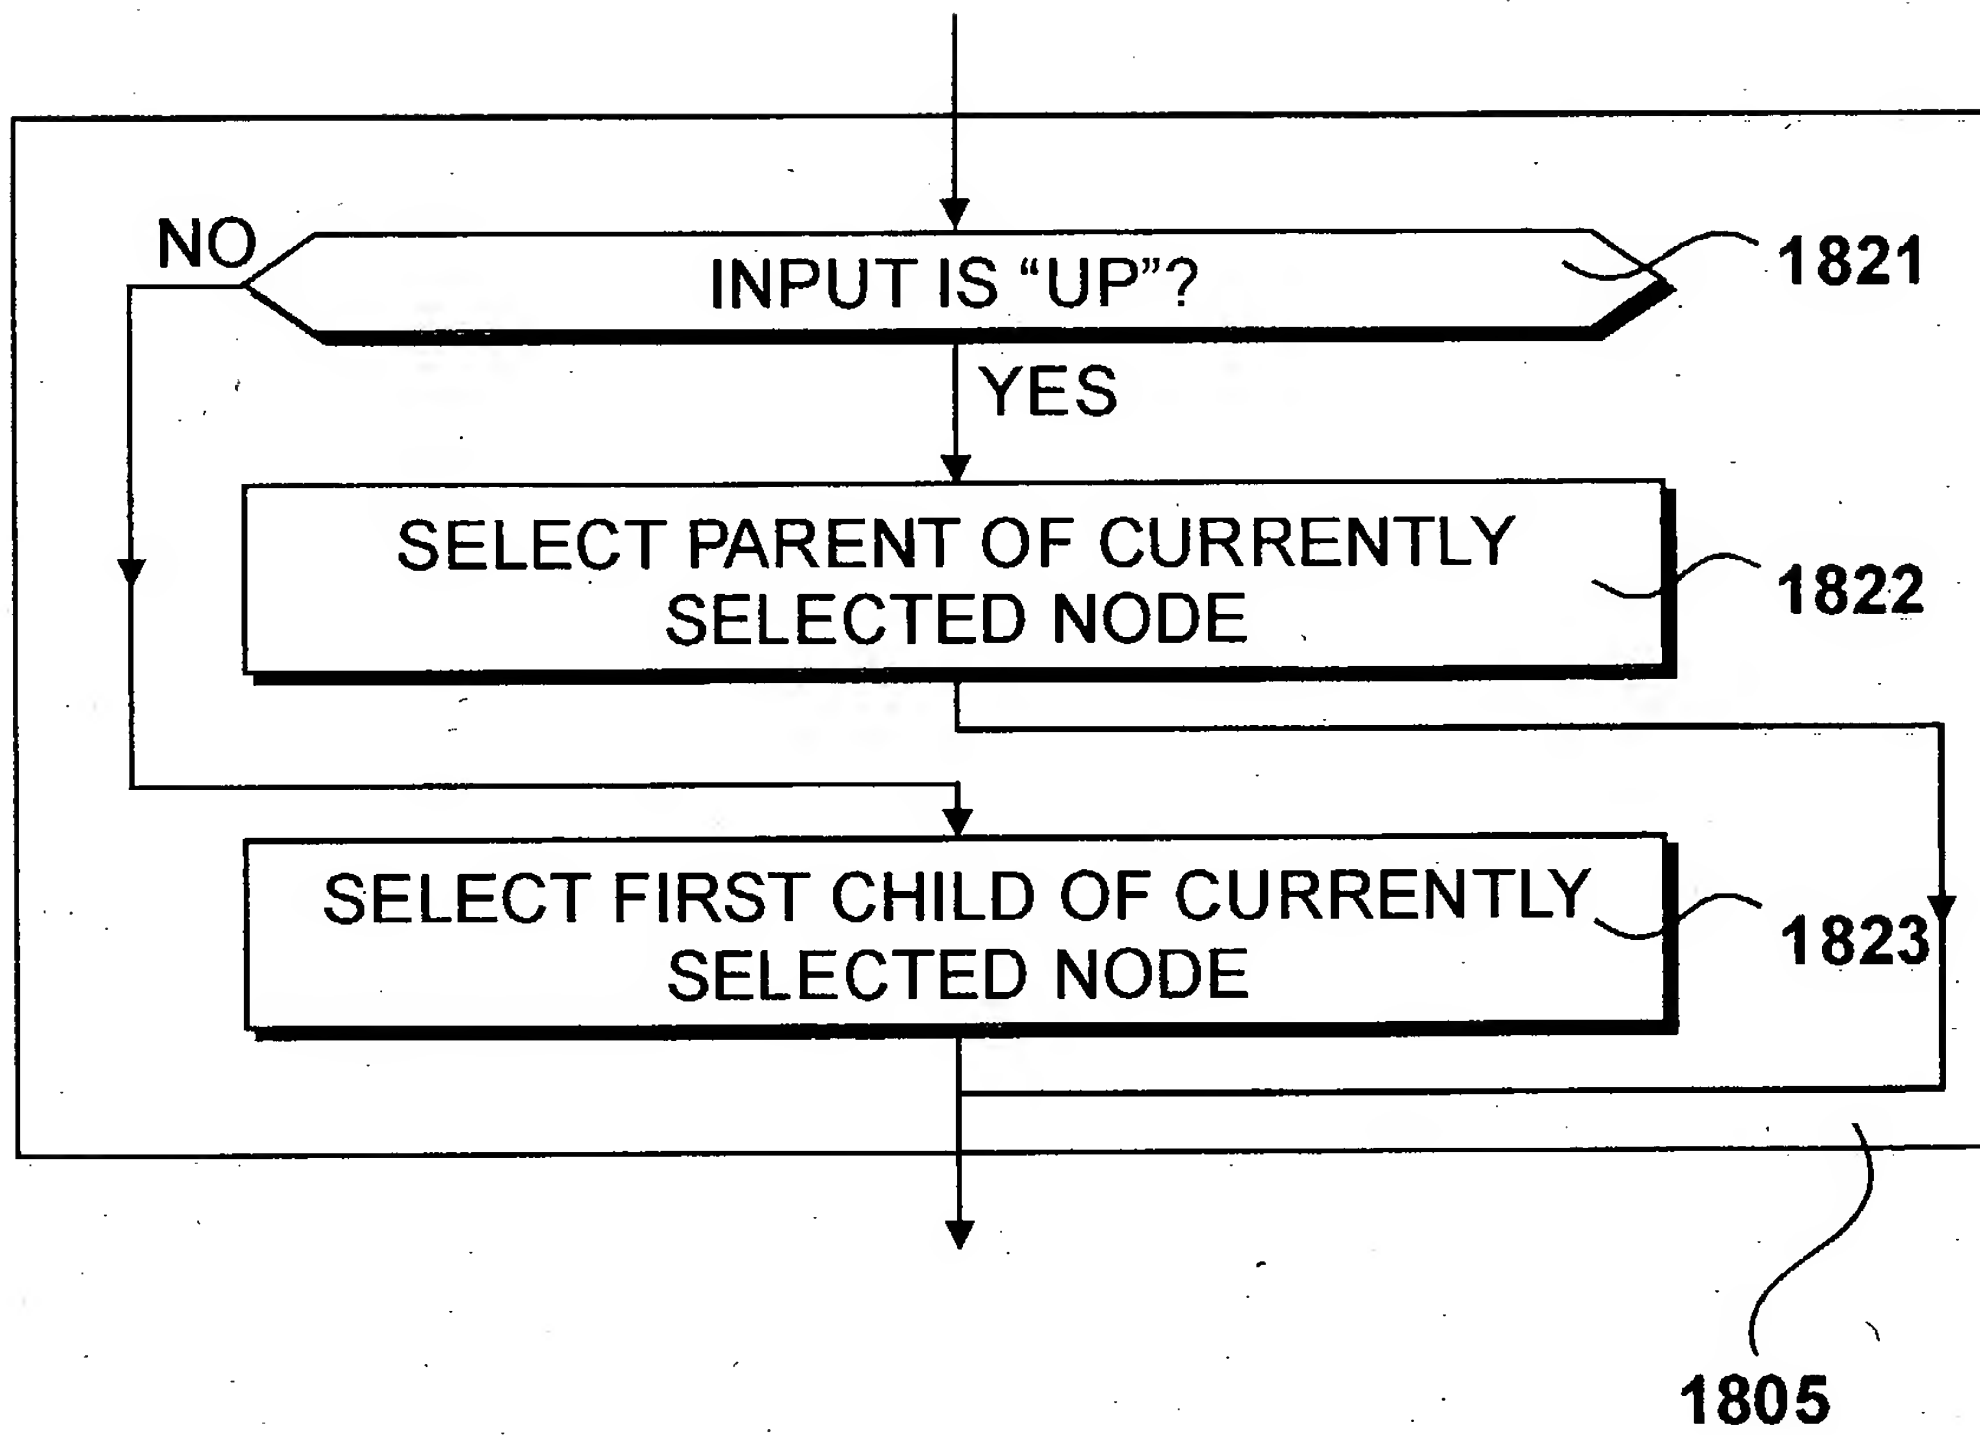 NO
INPUT IS “UP”?
1821
YES
SELECT PARENT OF CURRENTLY
SELECTED NODE
1822
SELECT FIRST CHILD OF CURRENTLY
SELECTED NODE
1823
1805